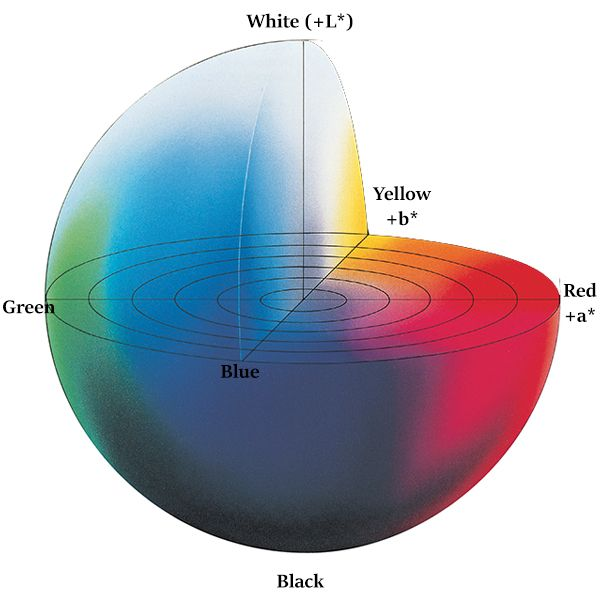 White (+L*)
Yellow
+b*
Green
Red
+a*
Blue
Black